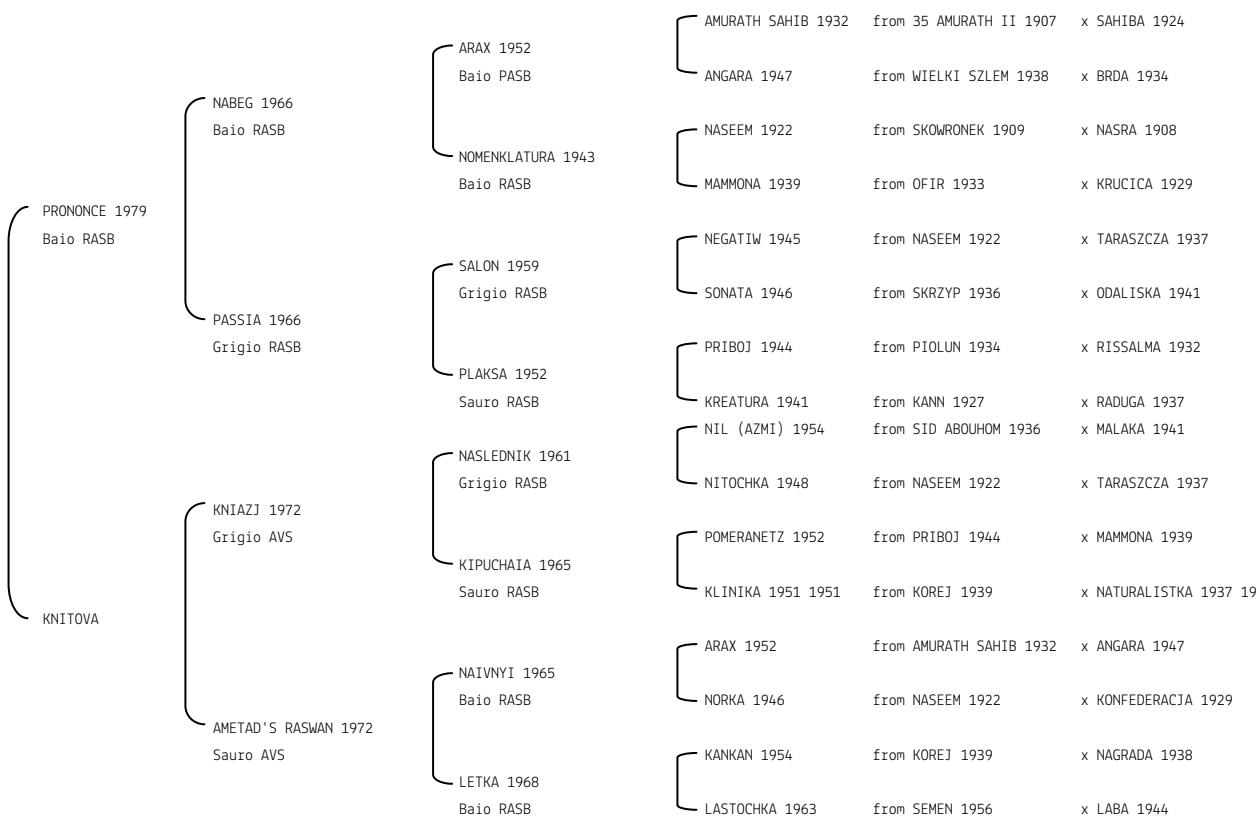 AMURATH SAHIB 1932 from 35 AMURATH II 1907 x SAHIBA 1924
ARAX 1952
Baio PASB
ANGARA 1947 from WIELKI SZLEM 1938 x BRDA 1934
NABEG 1966
Baio RASB
NASEEM 1922 from SKOWRONEK 1909 x NASRA 1908
NOMENKLATURA 1943
Baio RASB
MAMMONA 1939 from OFIR 1933 x KRUCICA 1929
PRONONCE 1979
Baio RASB
NEGATIW 1945 from NASEEM 1922 x TARASZCZA 1937
SALON 1959
Grigio RASB
SONATA 1946 from SKRZYP 1936 x ODALISKA 1941
PASSIA 1966
Grigio RASB
PRIBOJ 1944 from PIOLUN 1934 x RISSALMA 1932
PLAKSA 1952
Sauro RASB
KREATURA 1941 from KANN 1927 x RADUGA 1937
NIL (AZMI) 1954 from SID ABOUHOM 1936 x MALAKA 1941
NASLEDNIK 1961
Grigio RASB
NITOCHKA 1948 from NASEEM 1922 x TARASZCZA 1937
KNIAZJ 1972
Grigio AVS
POMERANETZ 1952 from PRIBOJ 1944 x MAMMONA 1939
KIPUCHAIA 1965
Sauro RASB
KLINIKA 1951 1951 from KOREJ 1939 x NATURALISTKA 1937 19
KNITOVA
ARAX 1952 from AMURATH SAHIB 1932 x ANGARA 1947
NAIVNYI 1965
Baio RASB
NORKA 1946 from NASEEM 1922 x KONFEDERACJA 1929
AMETAD'S RASWAN 1972
Sauro AVS
KANKAN 1954 from KOREJ 1939 x NAGRADA 1938
LETKA 1968
Baio RASB
LASTOCHKA 1963 from SEMEN 1956 x LABA 1944